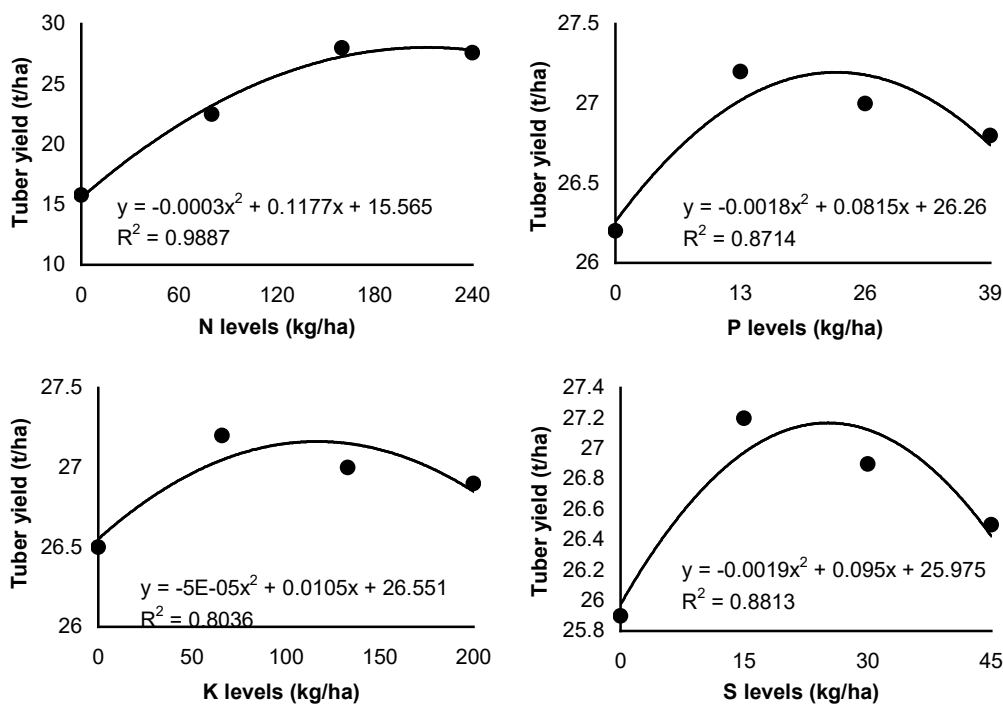 Tuber yield (t/ha)
30
25
20
15
10
y = -0.0003x² + 0.1177x + 15.565
R² = 0.9887
0 60 120 180 240
N levels (kg/ha)
Tuber yield (t/ha)
27.5
27
26.5
26
y = -0.0018x² + 0.0815x + 26.26
R² = 0.8714
0 13 26 39
P levels (kg/ha)
Tuber yield (t/ha)
27.5
27
26.5
26
y = -5E-05x² + 0.0105x + 26.551
R² = 0.8036
0 50 100 150 200
K levels (kg/ha)
Tuber yield (t/ha)
27.4
27.2
27
26.8
26.6
26.4
26.2
26
25.8
y = -0.0019x² + 0.095x + 25.975
R² = 0.8813
0 15 30 45
S levels (kg/ha)